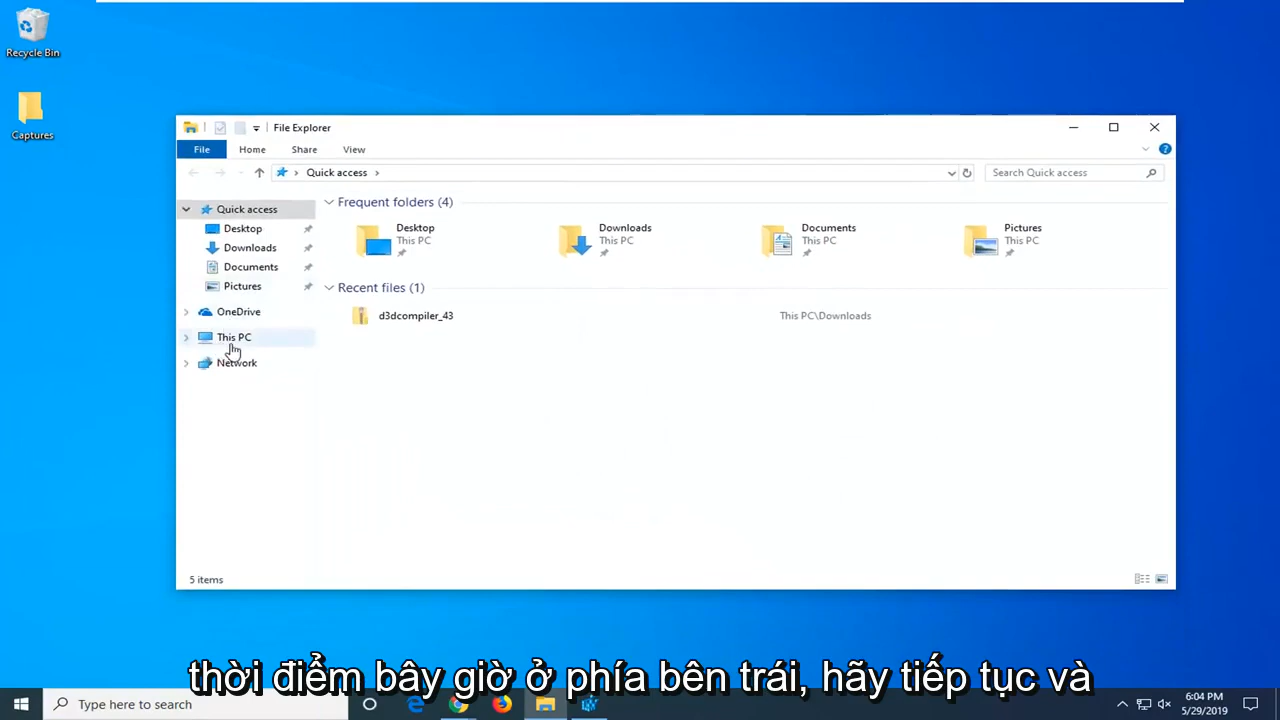 Recycle Bin
Captures
File Explorer
File Home Share View
Quick access
Search Quick access
Quick access
Desktop
Downloads
Documents
Pictures
OneDrive
This PC
Network
Frequent folders (4)
Desktop
This PC
Downloads
This PC
Documents
This PC
Pictures
This PC
Recent files (1)
d3dcompiler_43 This PC\Downloads
5 items
thời điểm bây giờ ở phía bên trái, hãy tiếp tục và
Type here to search
6:04 PM
5/29/2019